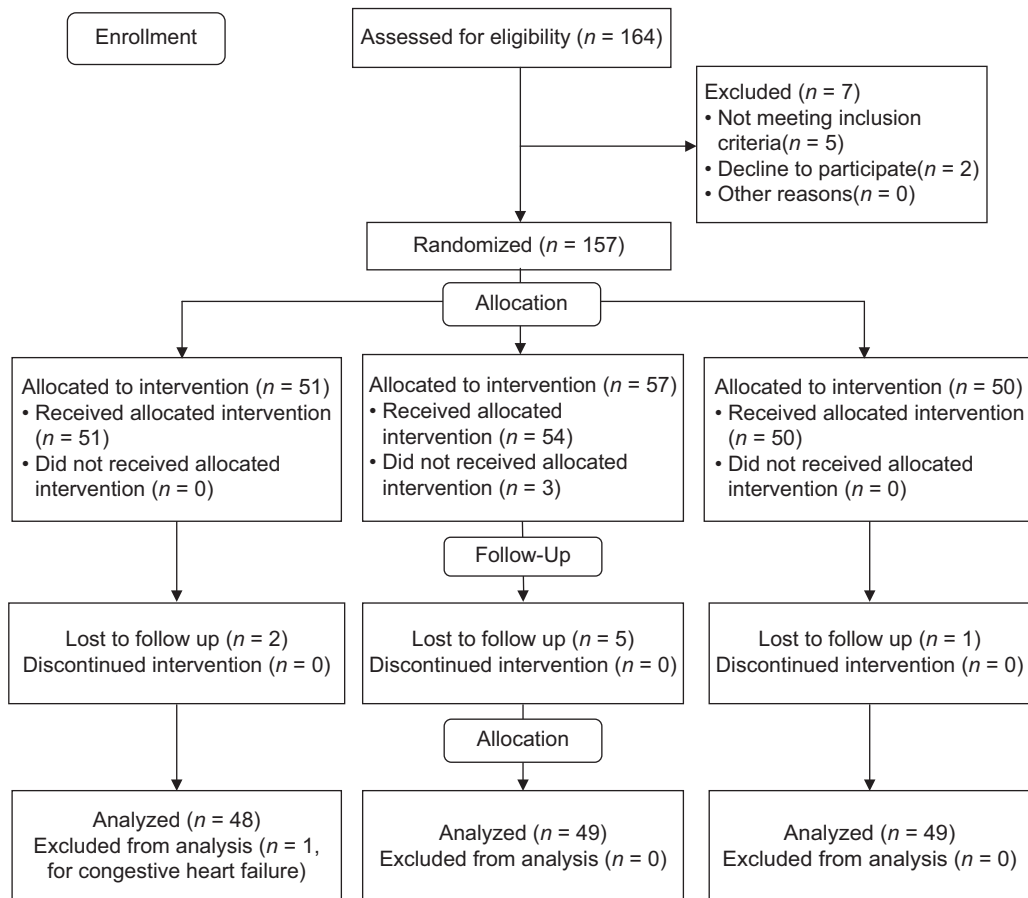 Enrollment
Assessed for eligibility (n = 164)
Excluded (n = 7)
• Not meeting inclusion
criteria(n = 5)
• Decline to participate(n = 2)
• Other reasons(n = 0)
Randomized (n = 157)
Allocation
Allocated to intervention (n = 51)
• Received allocated intervention
(n = 51)
• Did not received allocated
intervention (n = 0)
Allocated to intervention (n = 57)
• Received allocated
intervention (n = 54)
• Did not received allocated
intervention (n = 3)
Allocated to intervention (n = 50)
• Received allocated intervention
(n = 50)
• Did not received allocated
intervention (n = 0)
Follow-Up
Lost to follow up (n = 2)
Discontinued intervention (n = 0)
Lost to follow up (n = 5)
Discontinued intervention (n = 0)
Lost to follow up (n = 1)
Discontinued intervention (n = 0)
Allocation
Analyzed (n = 48)
Excluded from analysis (n = 1,
for congestive heart failure)
Analyzed (n = 49)
Excluded from analysis (n = 0)
Analyzed (n = 49)
Excluded from analysis (n = 0)